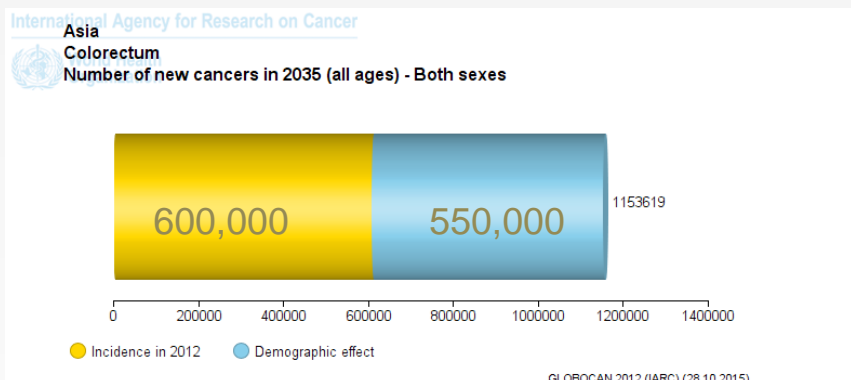 International Agency for Research on Cancer
Asia
Colorectum
World Health
Number of new cancers in 2035 (all ages) - Both sexes
600,000
550,000
1153619
0 200000 400000 600000 800000 1000000 1200000 1400000
Incidence in 2012 Demographic effect
GLOBOCAN 2012 (IARC) (28.10.2015)